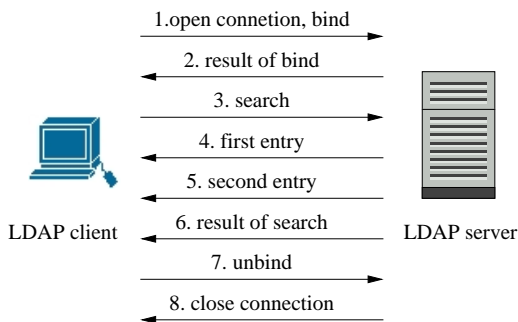 1.open connetion, bind
2. result of bind
3. search
4. first entry
5. second entry
6. result of search
7. unbind
8. close connection
LDAP client
LDAP server